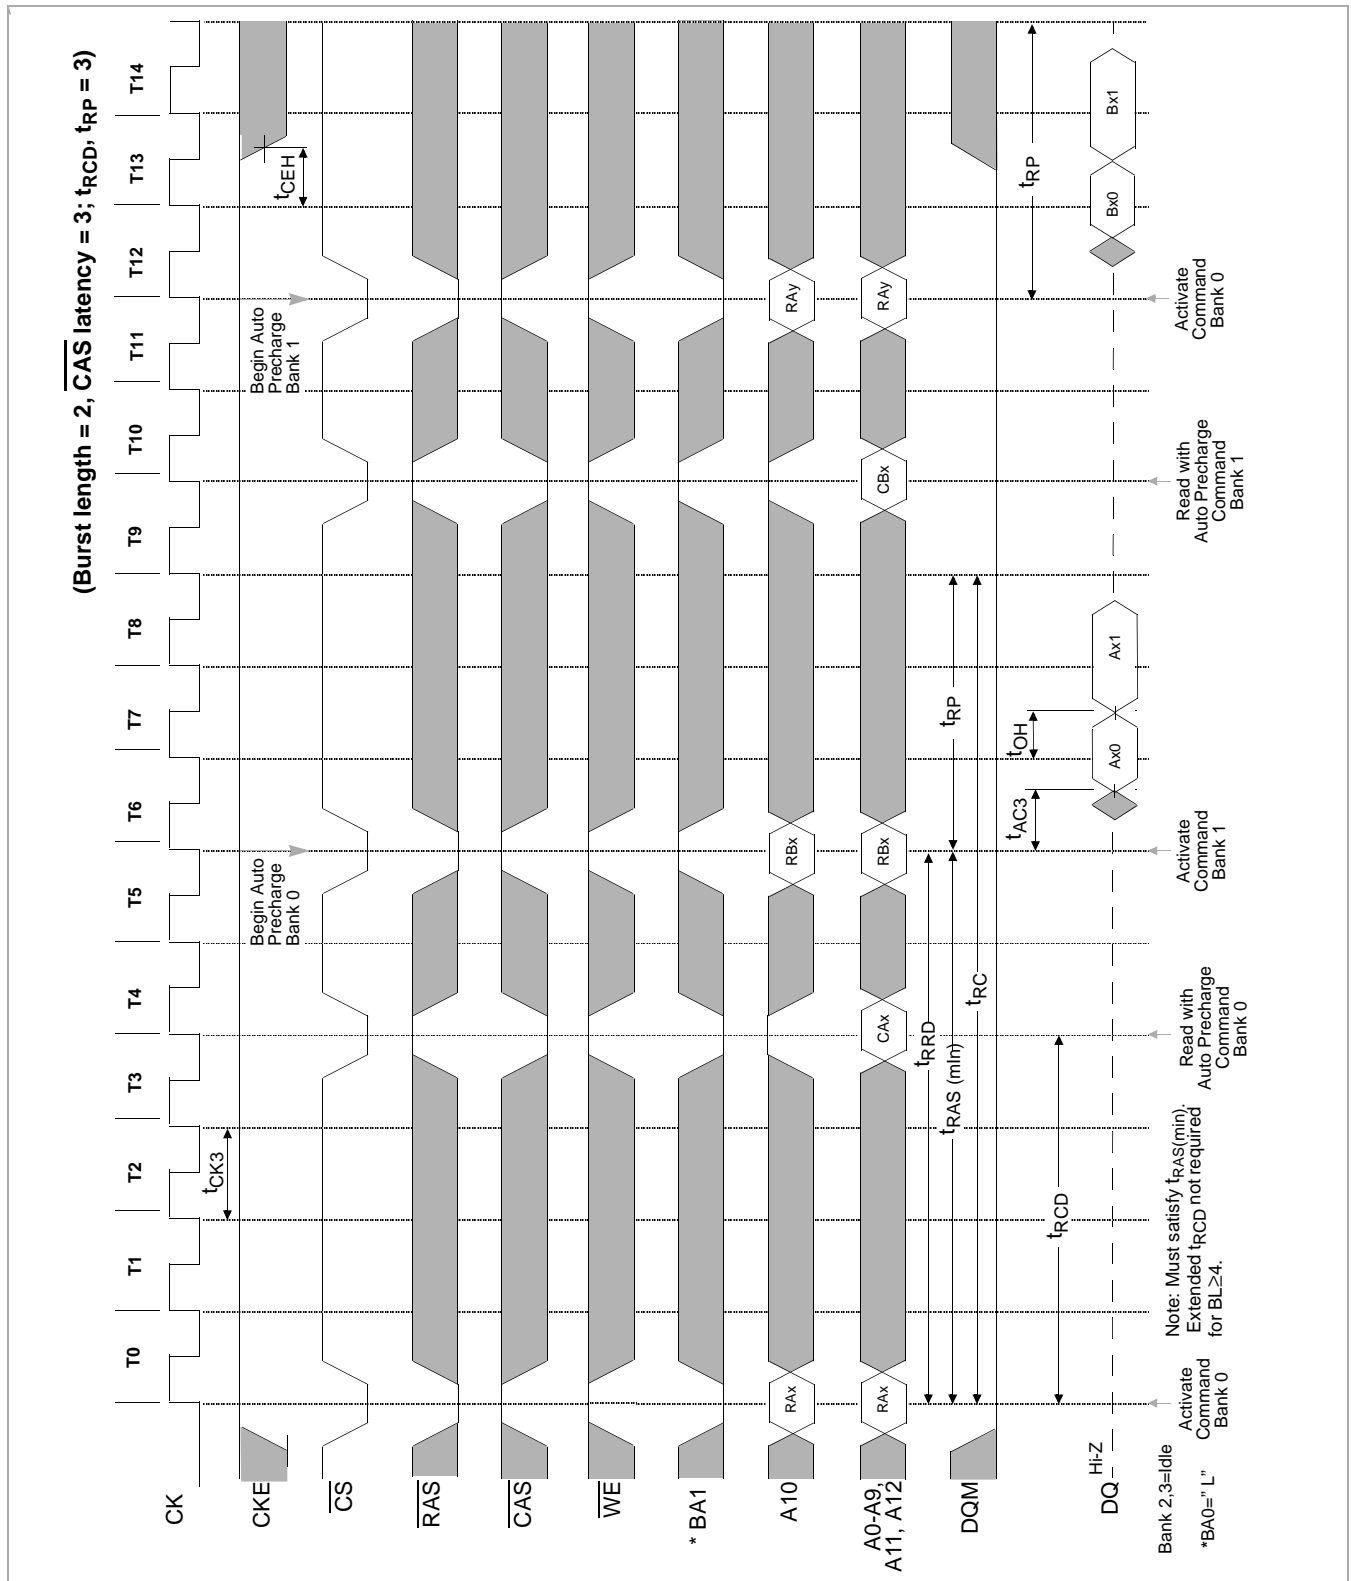 (Burst length = 2, CAS latency = 3; tRCD, tRP = 3)
T0 T1 T2 T3 T4 T5 T6 T7 T8 T9 T10 T11 T12 T13 T14
CK
tCK3
CKE
Begin Auto
Precharge
Bank 0
Begin Auto
Precharge
Bank 1
tCEH
CS
RAS
CAS
WE
* BA1
A10
RAx
RBx
RAy
A0-A9,
A11, A12
RAx
CAx
RBx
CBx
RAy
DQM
tRRD
tRAS (min)
tRP
tRC
tRCD
tAC3
tOH
tRP
DQ
Hi-Z
Ax0
Ax1
Bx0
Bx1
Activate
Command
Bank 0
Read with
Auto Precharge
Command
Bank 0
Activate
Command
Bank 1
Read with
Auto Precharge
Command
Bank 1
Activate
Command
Bank 0
Bank 2,3=Idle
*BA0=" L"
Note: Must satisfy tRAS(min).
Extended tRCD not required
for BL≥4.